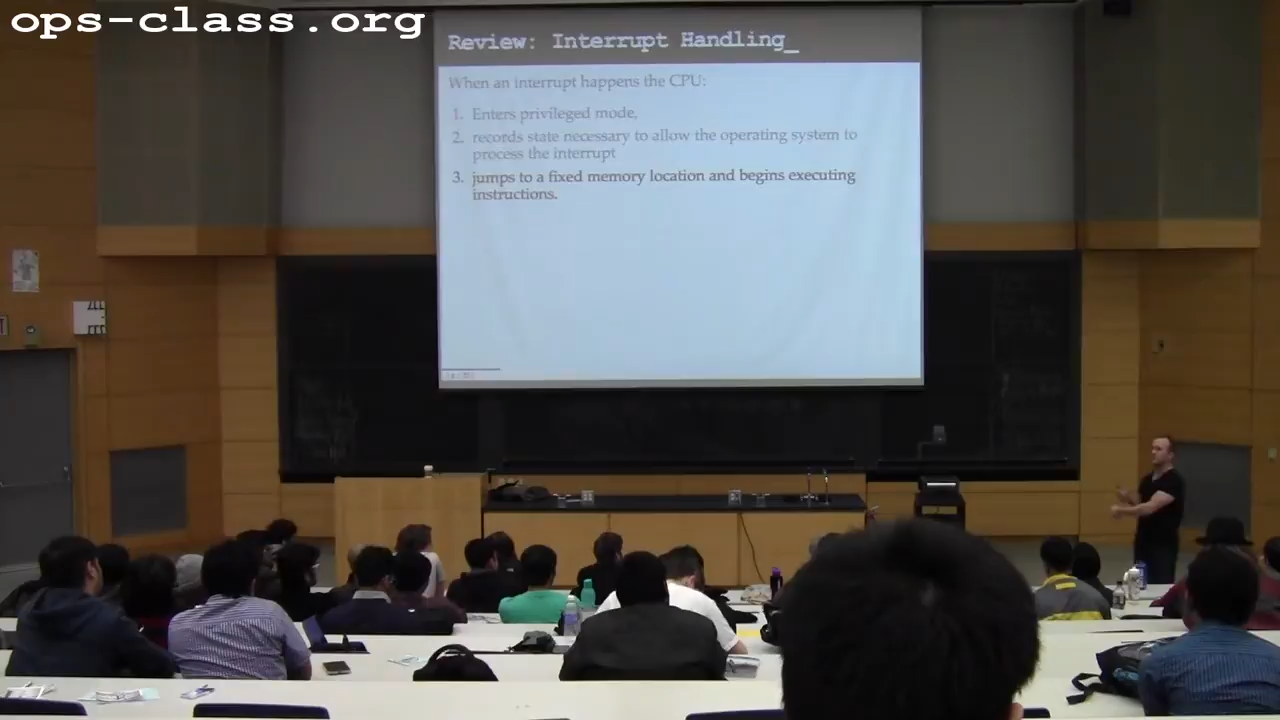 ops-class.org
Review: Interrupt Handling_
When an interrupt happens the CPU:
1. Enters privileged mode,
2. records state necessary to allow the operating system to
process the interrupt
3. jumps to a fixed memory location and begins executing
instructions.